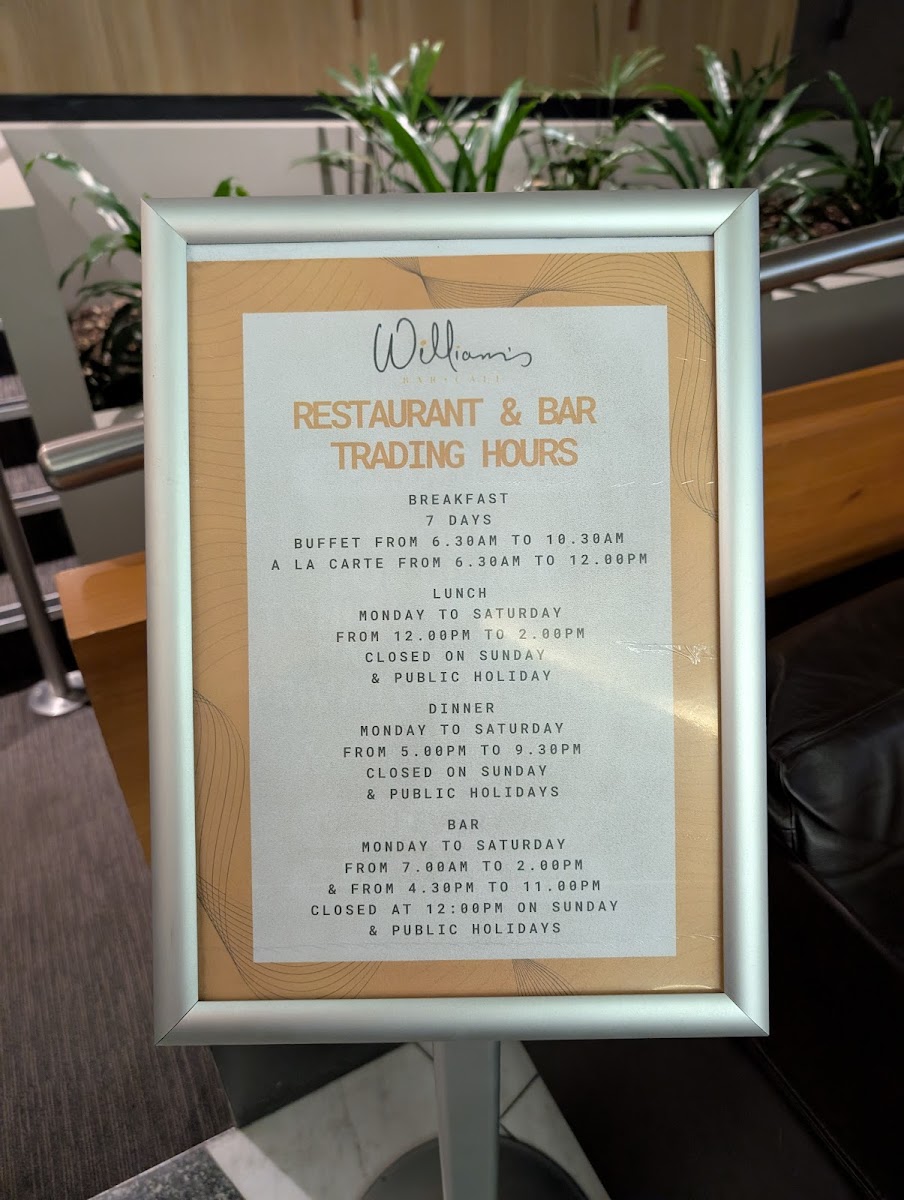 William's
BAR + CAFE
RESTAURANT & BAR
TRADING HOURS
BREAKFAST
7 DAYS
BUFFET FROM 6.30AM TO 10.30AM
A LA CARTE FROM 6.30AM TO 12.00PM
LUNCH
MONDAY TO SATURDAY
FROM 12.00PM TO 2.00PM
CLOSED ON SUNDAY
& PUBLIC HOLIDAY
DINNER
MONDAY TO SATURDAY
FROM 5.00PM TO 9.30PM
CLOSED ON SUNDAY
& PUBLIC HOLIDAYS
BAR
MONDAY TO SATURDAY
FROM 7.00AM TO 2.00PM
& FROM 4.30PM TO 11.00PM
CLOSED AT 12:00PM ON SUNDAY
& PUBLIC HOLIDAYS